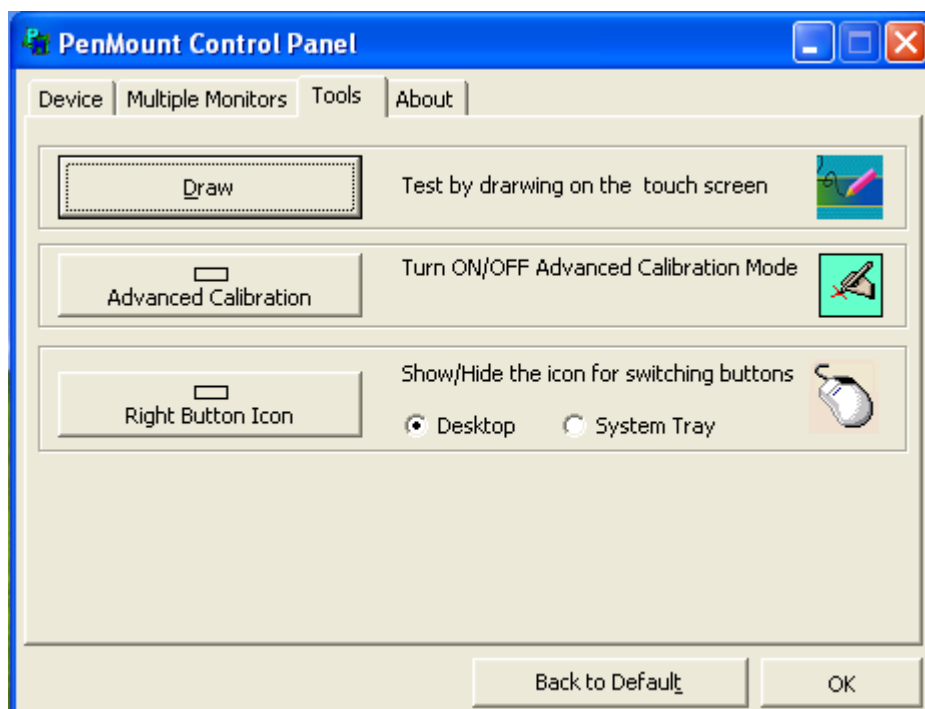 PenMount Control Panel
Device Multiple Monitors Tools About
Draw Test by drarwing on the touch screen
Advanced Calibration Turn ON/OFF Advanced Calibration Mode
Right Button Icon Show/Hide the icon for switching buttons
Desktop System Tray
Back to Default OK